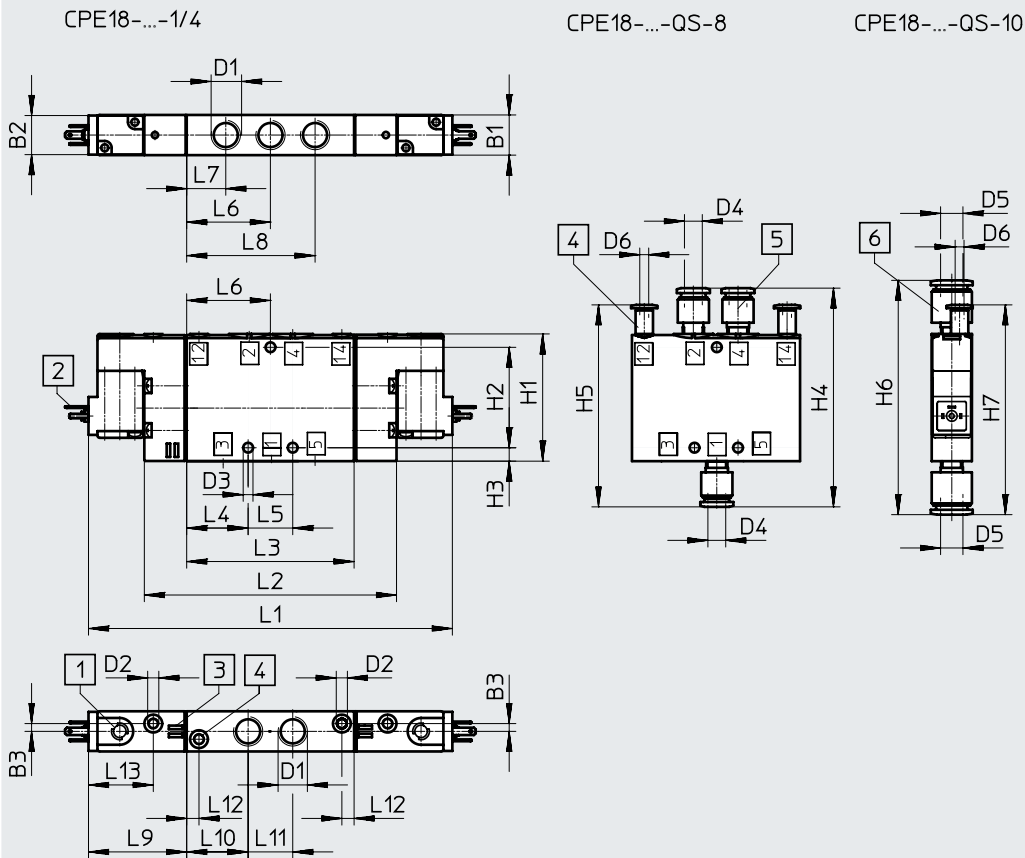 CPE18-...-1/4
CPE18-...-QS-8
CPE18-...-QS-10
D1
B2
B1
L7
L6
L8
D4
D5
4
D6
5
6
D6
L6
12
2
4
14
2
H2
H1
3
1
5
H3
D3
L4
L5
L3
L2
L1
12
2
4
14
H5
H4
3
1
5
D4
H6
H7
D5
1
D2
3
4
D2
B3
B3
L13
D1
L12
L12
L9
L10
L11